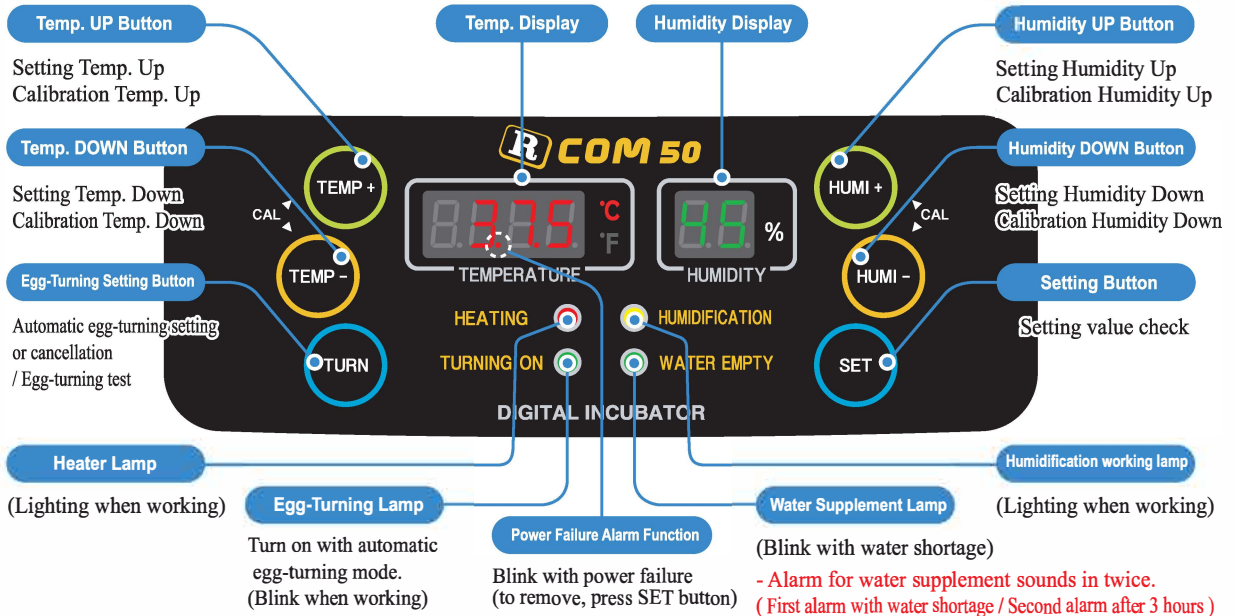 Temp. UP Button
Setting Temp. Up
Calibration Temp. Up
Temp. Display
Humidity Display
Humidity UP Button
Setting Humidity Up
Calibration Humidity Up
Temp. DOWN Button
Setting Temp. Down
Calibration Temp. Down
Humidity DOWN Button
Setting Humidity Down
Calibration Humidity Down
Egg-Turning Setting Button
Automatic egg-turning setting
or cancellation
/ Egg-turning test
Setting Button
Setting value check
R COM 50
TEMP +
CAL
TEMP -
TURN
37.5 °C
°F
TEMPERATURE
45 %
HUMIDITY
HUMI +
CAL
HUMI -
SET
HEATING
HUMIDIFICATION
TURNING ON
WATER EMPTY
DIGITAL INCUBATOR
Heater Lamp
(Lighting when working)
Egg-Turning Lamp
Turn on with automatic
egg-turning mode.
(Blink when working)
Power Failure Alarm Function
Blink with power failure
(to remove, press SET button)
Water Supplement Lamp
(Blink with water shortage)
- Alarm for water supplement sounds in twice.
( First alarm with water shortage / Second alarm after 3 hours )
Humidification working lamp
(Lighting when working)